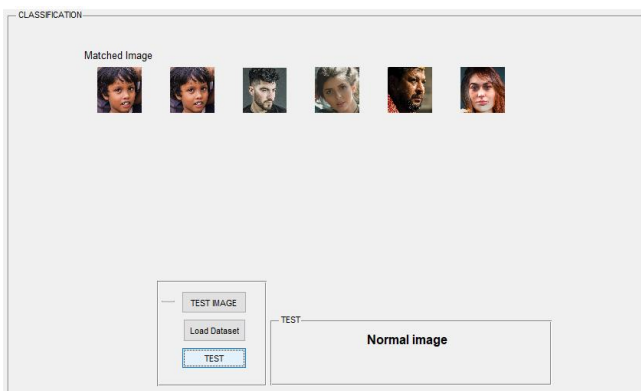 CLASSIFICATION
Matched Image
TEST IMAGE
Load Dataset
TEST
TEST
Normal image